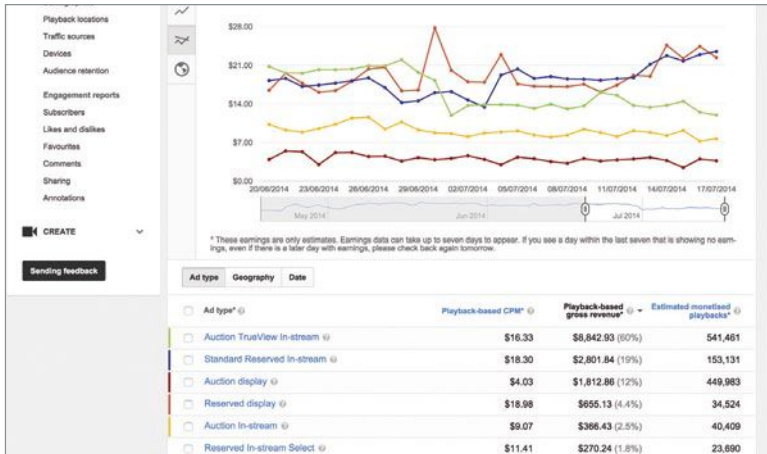 Playback locations
Traffic sources
Devices
Audience retention
Engagement reports
Subscribers
Likes and dislikes
Favourites
Comments
Sharing
Annotations
CREATE
Sending feedback
$28.00
$21.00
$14.00
$7.00
$0.00
20/06/2014 23/06/2014 26/06/2014 29/06/2014 02/07/2014 05/07/2014 08/07/2014 11/07/2014 14/07/2014 17/07/2014
May 2014 Jun 2014 Jul 2014
* These earnings are only estimates. Earnings data can take up to seven days to appear. If you see a day within the last seven that is showing no earn-
ings, even if there is a later day with earnings, please check back again tomorrow.
Ad type Geography Date
Ad type* Playback-based CPM* Playback-based gross revenue* Estimated monetised playbacks*
Auction TrueView In-stream $16.33 $8,842.93 (60%) 541,461
Standard Reserved In-stream $18.30 $2,801.84 (19%) 153,131
Auction display $4.03 $1,812.86 (12%) 449,983
Reserved display $18.98 $655.13 (4.4%) 34,524
Auction In-stream $9.07 $366.43 (2.5%) 40,409
Reserved In-stream Select $11.41 $270.24 (1.8%) 23,690